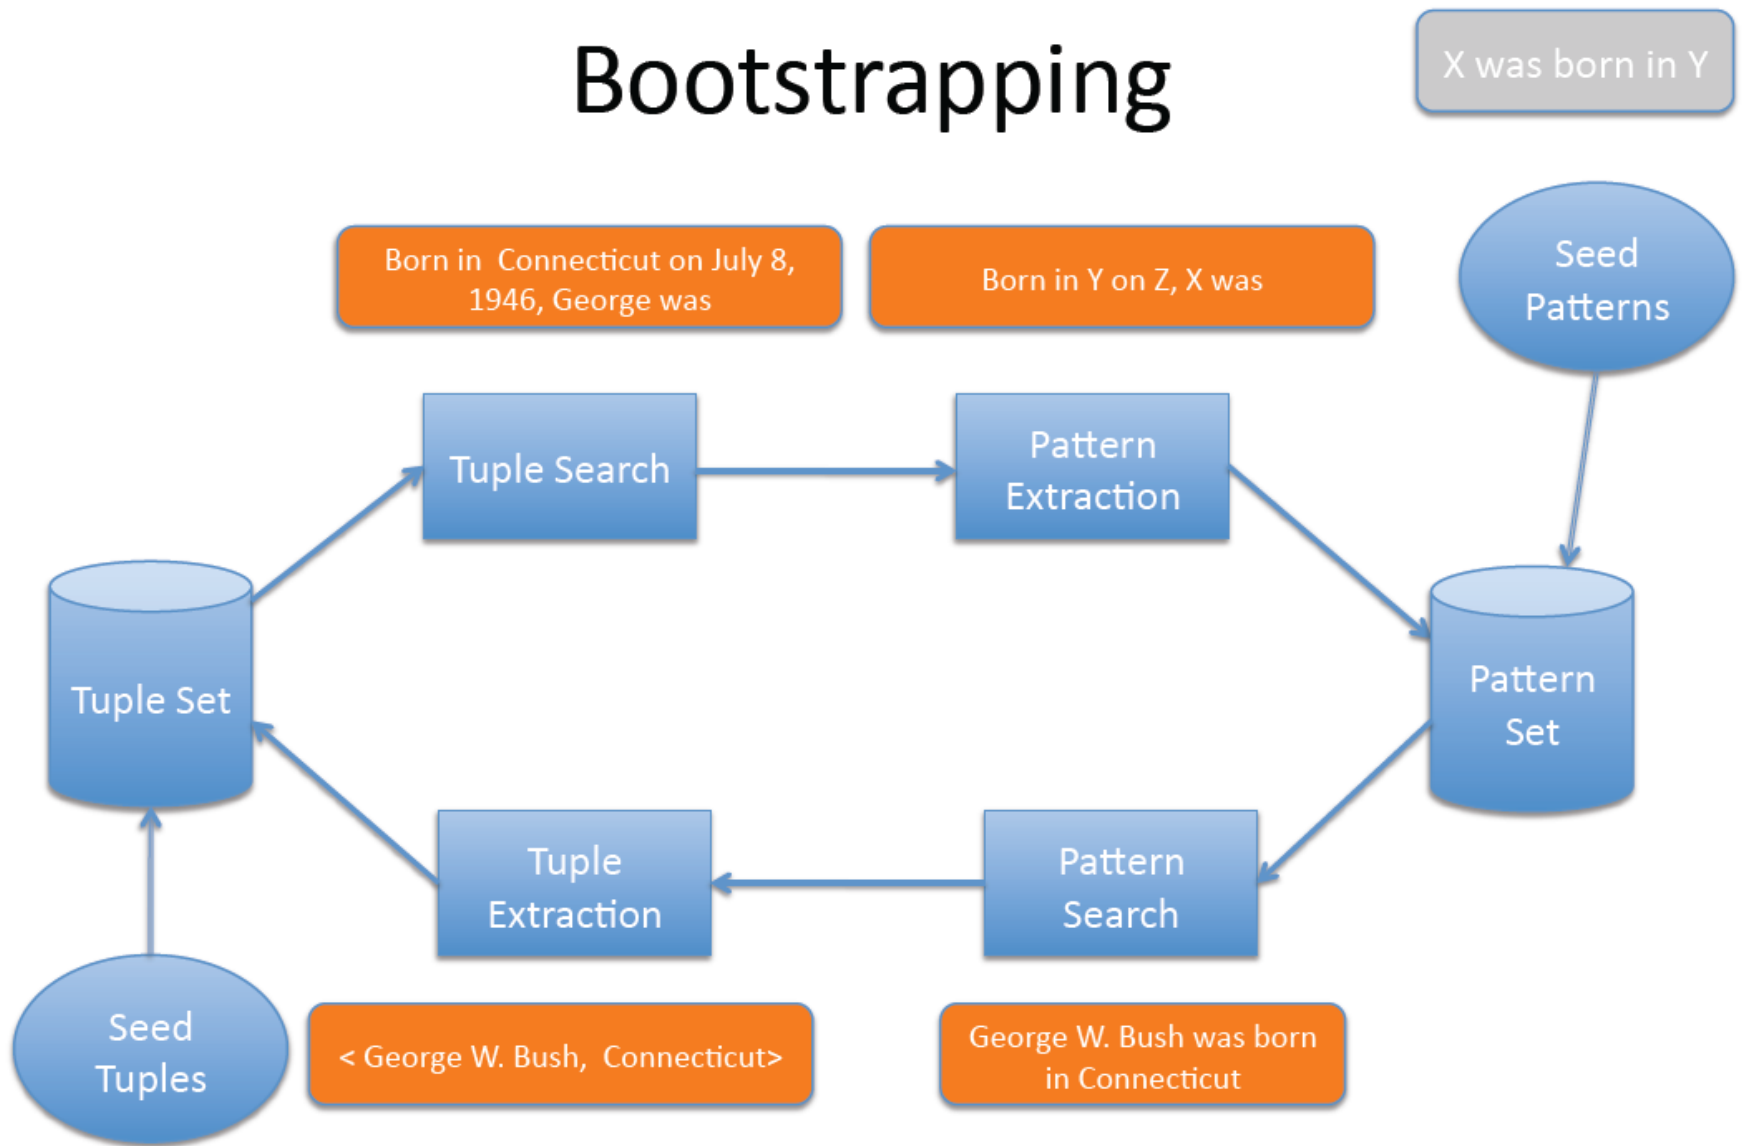 Bootstrapping
X was born in Y
Born in Connecticut on July 8,
1946, George was
Born in Y on Z, X was
Seed
Patterns
Tuple Search
Pattern
Extraction
Tuple Set
Pattern
Set
Tuple
Extraction
Pattern
Search
Seed
Tuples
< George W. Bush, Connecticut>
George W. Bush was born
in Connecticut